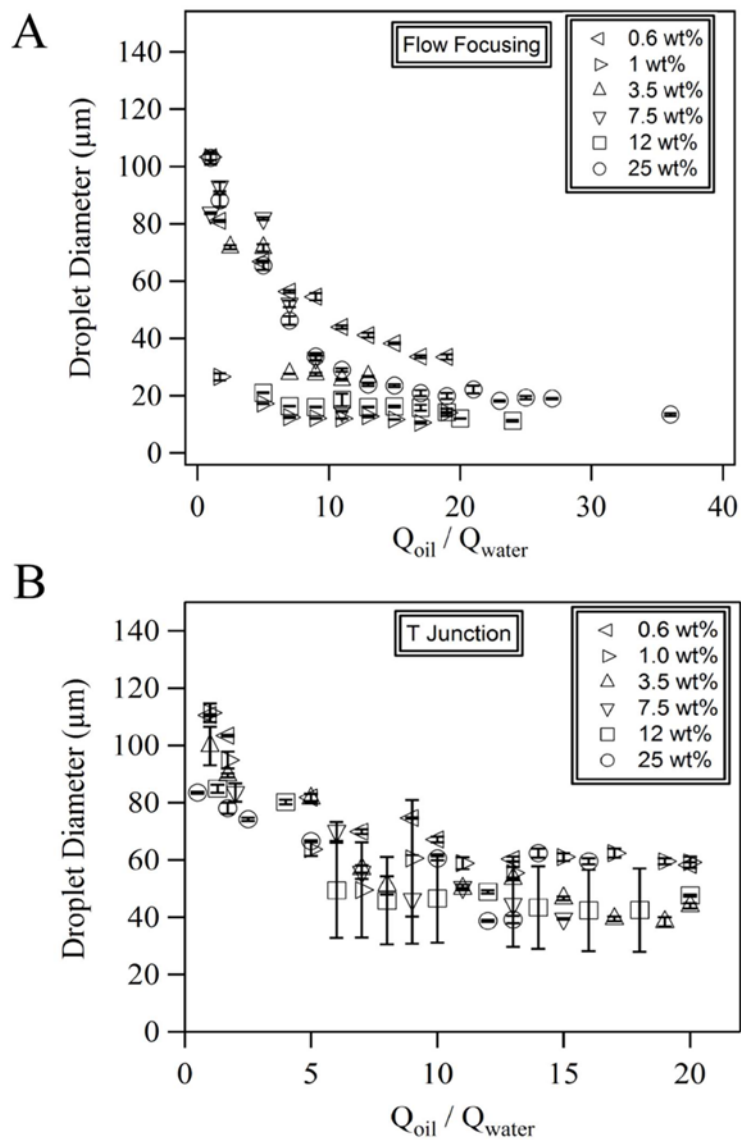 A
Flow Focusing
0.6 wt%
1 wt%
3.5 wt%
7.5 wt%
12 wt%
25 wt%
Droplet Diameter (µm)
140
120
100
80
60
40
20
0
0 10 20 30 40
Qoil / Qwater
B
T Junction
0.6 wt%
1.0 wt%
3.5 wt%
7.5 wt%
12 wt%
25 wt%
Droplet Diameter (µm)
140
120
100
80
60
40
20
0
0 5 10 15 20
Qoil / Qwater